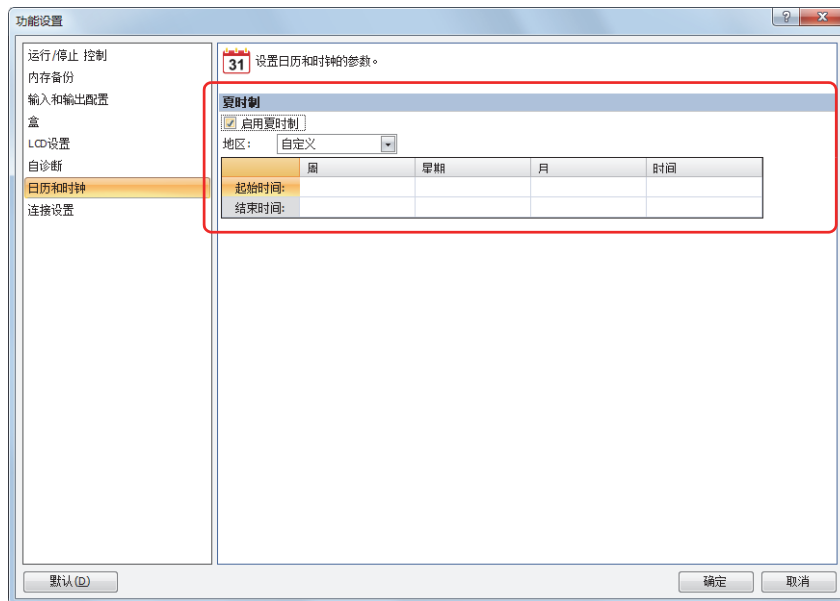 功能设置
运行/停止 控制
内存备份
输入和输出配置
盒
LCD设置
自诊断
日历和时钟
连接设置
31 设置日历和时钟的参数。
夏时制
启用夏时制
地区: 自定义
周 星期 月 时间
起始时间:
结束时间:
默认(D) 确定 取消